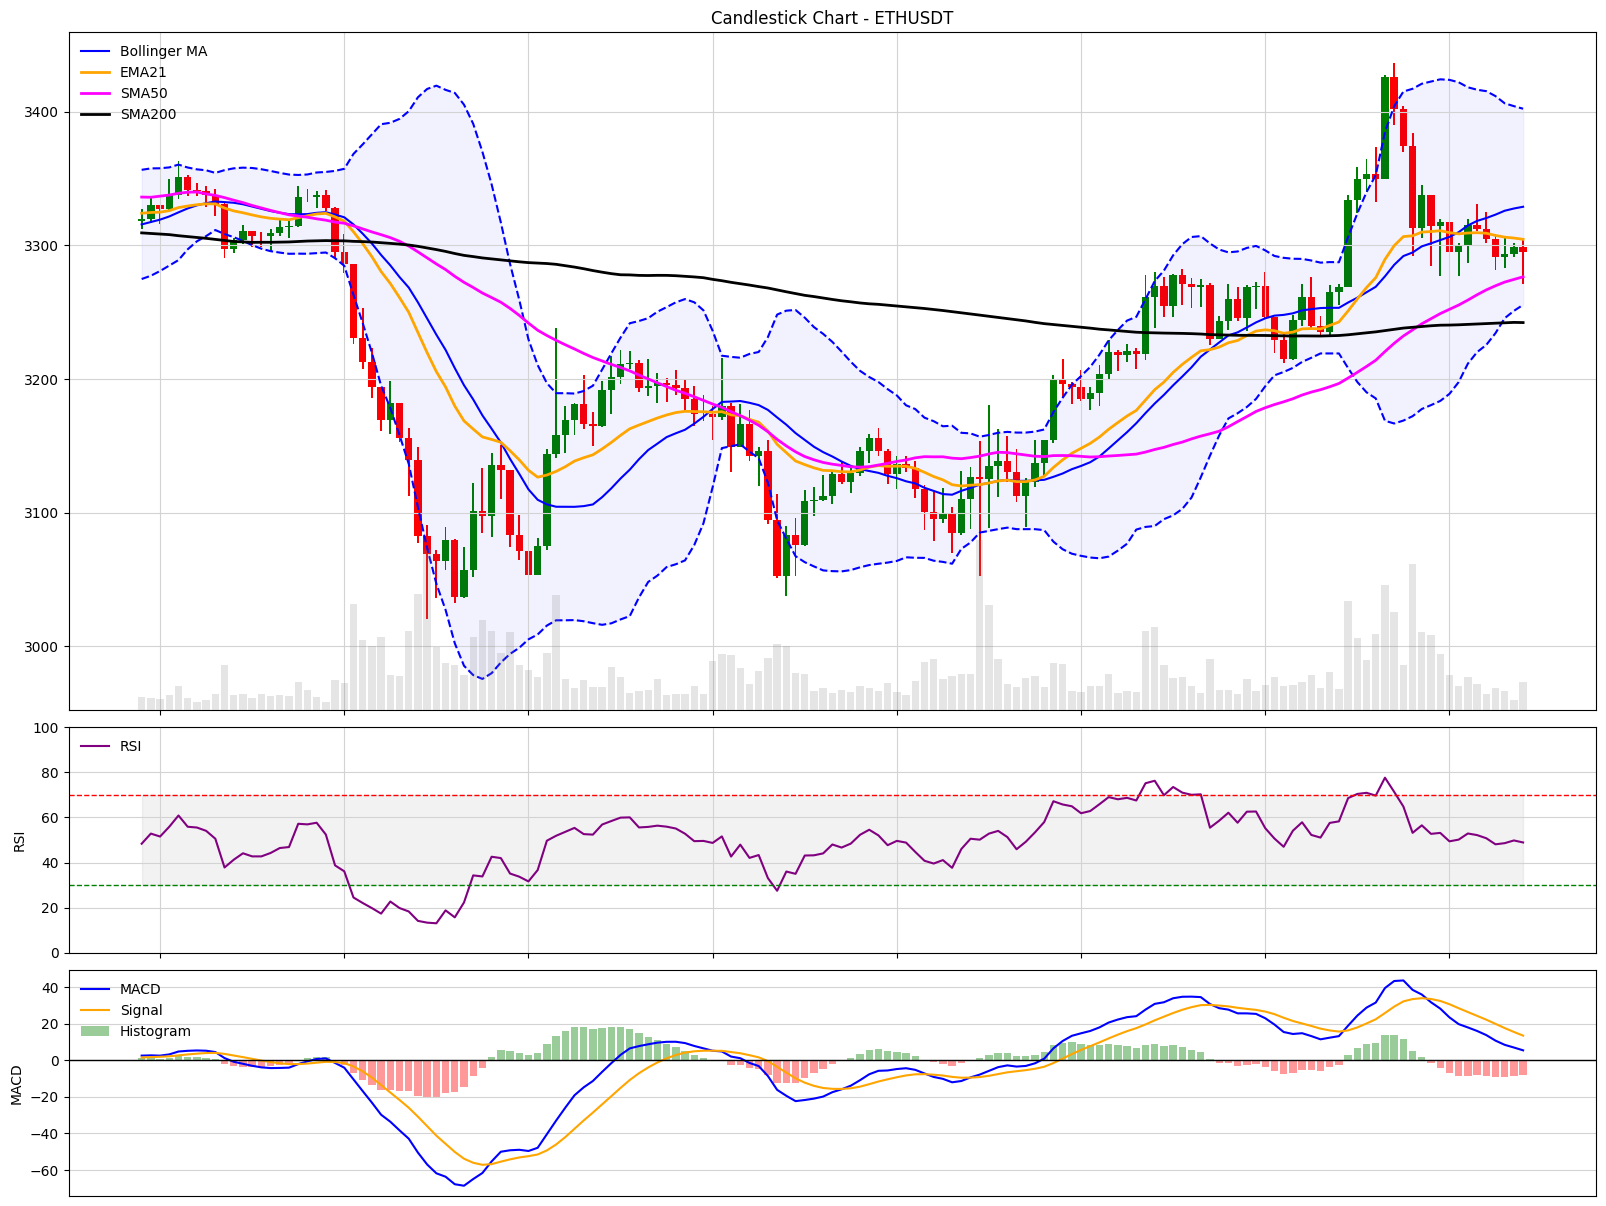 Candlestick Chart - ETHUSDT
Bollinger MA
EMA21
SMA50
SMA200
3400
3300
3200
3100
3000
RSI
100
80
60
40
20
0
RSI
MACD
Signal
Histogram
40
20
0
−20
−40
−60
MACD